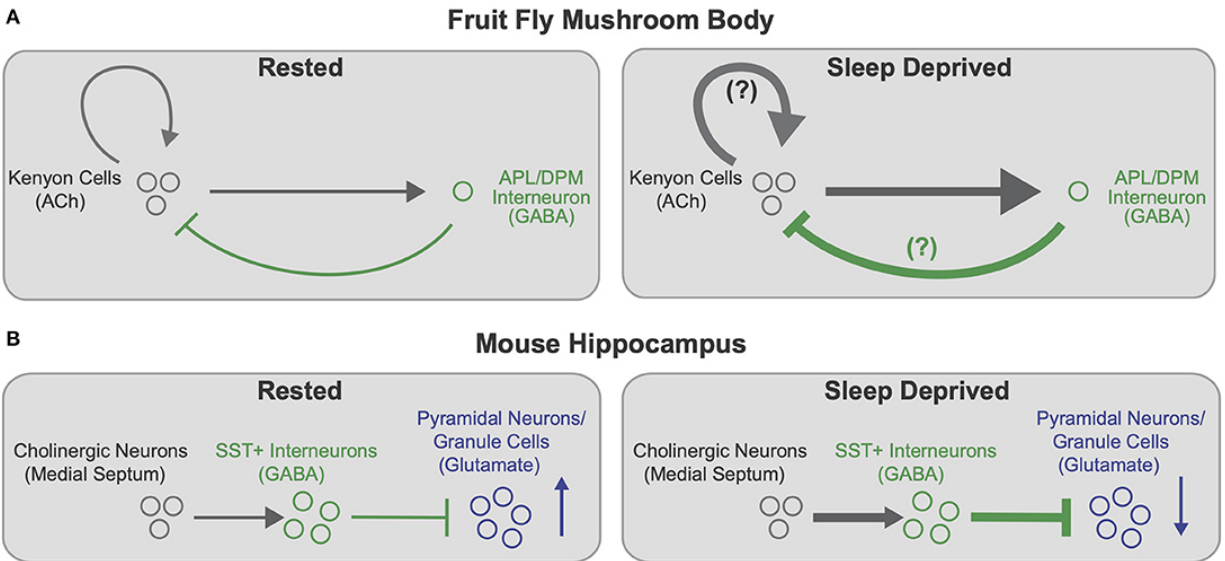 A
Fruit Fly Mushroom Body
Rested
Kenyon Cells
(ACh)
APL/DPM
Interneuron
(GABA)
Sleep Deprived
(?)
Kenyon Cells
(ACh)
(?)
APL/DPM
Interneuron
(GABA)
B
Mouse Hippocampus
Rested
Cholinergic Neurons
(Medial Septum)
SST+ Interneurons
(GABA)
Pyramidal Neurons/
Granule Cells
(Glutamate)
Sleep Deprived
Cholinergic Neurons
(Medial Septum)
SST+ Interneurons
(GABA)
Pyramidal Neurons/
Granule Cells
(Glutamate)